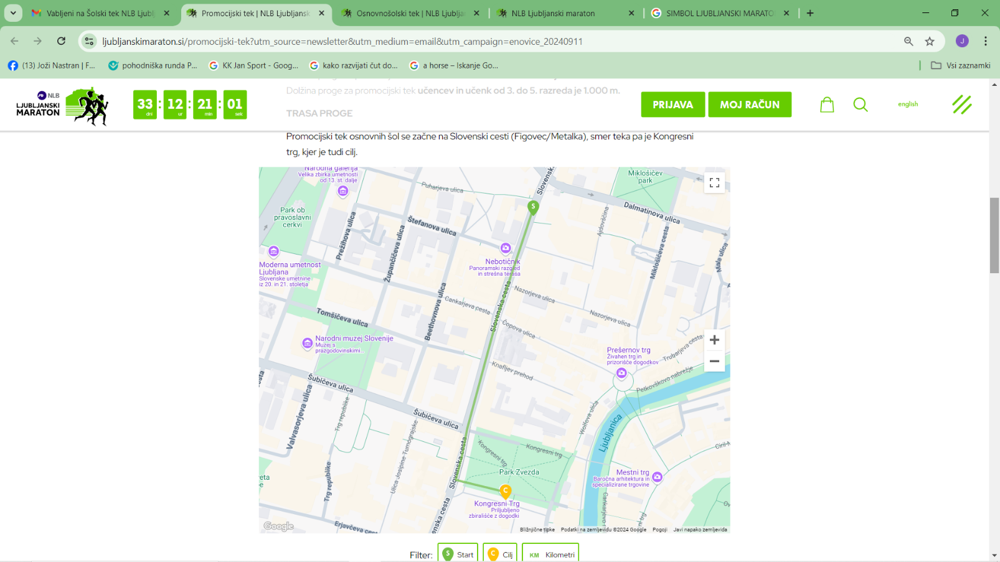 Vabljeni na Šolski tek NLB Ljublj
Promocijski tek | NLB Ljubljansk
Osnovnošolski tek | NLB Ljubljan
NLB Ljubljanski maraton
SIMBOL LJUBLJANSKI MARATO
ljubljanskimaraton.si/promocijski-tek?utm_source=newsletter&utm_medium=email&utm_campaign=enovice_20240911
J
(13) Joži Nastran | F...
pohodniška runda P...
KK Jan Sport - Goog...
kako razvijati čut do...
a horse – Iskanje Go...
Vsi zaznamki
NLB
LJUBLJANSKI
MARATON
33 : 12 : 21 : 01
dni ur min sek
PRIJAVA
MOJ RAČUN
english
Dolžina proge za promocijski tek učencev in učenk od 3. do 5. razreda je 1.000 m.
TRASA PROGE
Promocijski tek osnovnih šol se začne na Slovenski cesti (Figovec/Metalka), smer teka pa je Kongresni
trg, kjer je tudi cilj.
Narodna galerija
Velika zbirka umetnosti
od 13. st. dalje
Puharjeva ulica
Slovensk
Miklošičev
park
Dalmatinova ulica
Park ob
pravoslavni
cerkvi
S
Prežihova ulica
Štefanova ulica
Župančičeva ulica
Ajdovščina
Miklošičeva cesta
Mala ulica
Moderna umetnost
Ljubljana
Slovenske umetnine
iz 20. in 21. stoletja
Nebotičnik
Panoramski razgled
in strešna terasa
Beethovnova ulica
Slovenska cesta
Cankarjeva cesta
Nazorjeva ulica
Nazorjeva ulica
Tomšičeva ulica
Čopova ulica
Narodni muzej Slovenije
Muzej s
prazgodovinskimi...
Prešernov trg
Živahen trg in
prizorišče dogodkov
Trubarjeva cesta
Petkovškovo nabrežje
Knafljev prehod
Šubičeva ulica
Šubičeva ulica
Valvasorjeva ulica
Trg republike
Ulica Josipine Turnograjske
Wolfova ulica
Ljubljanica
Slovenska cesta
Kongresni trg
Kongresni trg
Park Zvezda
Ciril-M
Mestni trg
Baročna arhitektura in
specializirane trgovine
Trg republike
C
Kongresni Trg
Priljubljeno
zbirališče z dogodki
enska cesta
Cankarjevo n
Erjavčeva cest
Google
Bližnjične tipke
Podatki na zemljevidu ©2024 Google
Pogoji
Javi napako zemljevida
Filter:
S Start
C Cilj
KM Kilometri